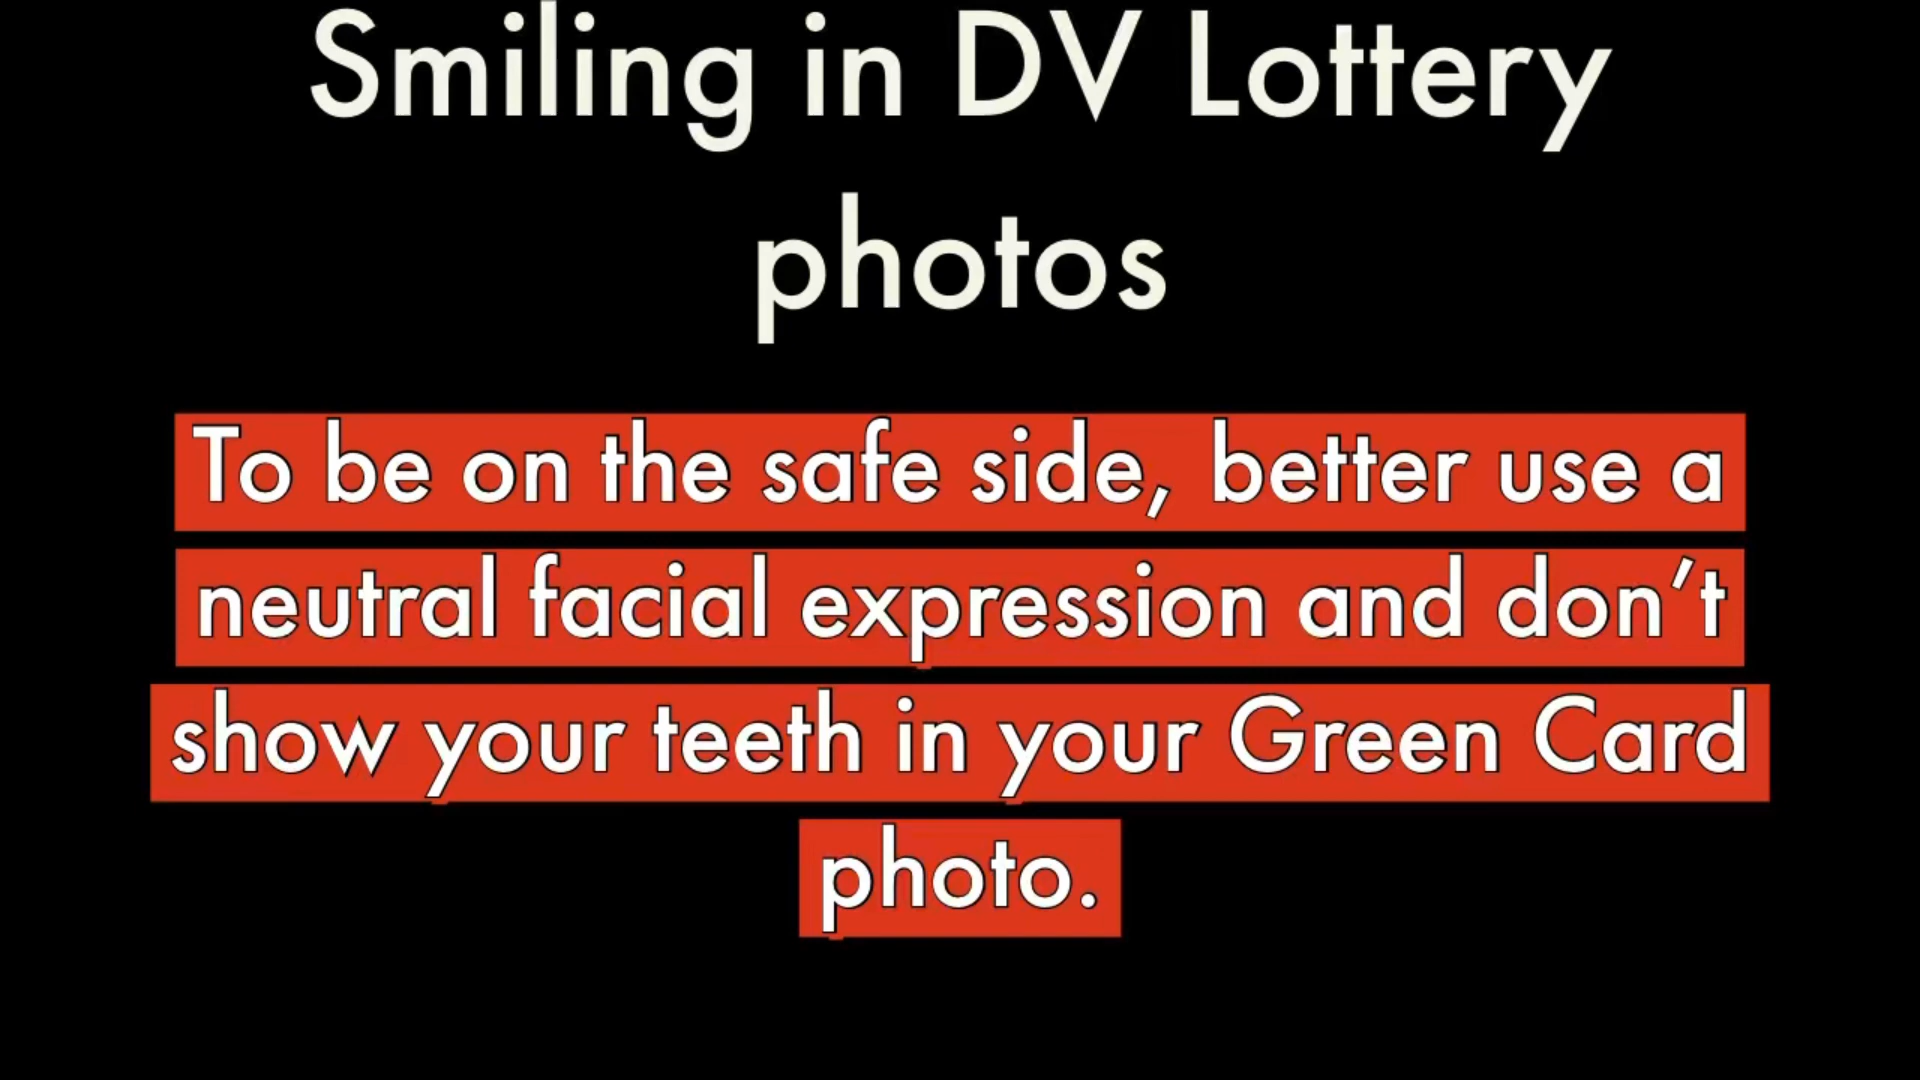 Smiling in DV Lottery
photos
To be on the safe side, better use a
neutral facial expression and don’t
show your teeth in your Green Card
photo.